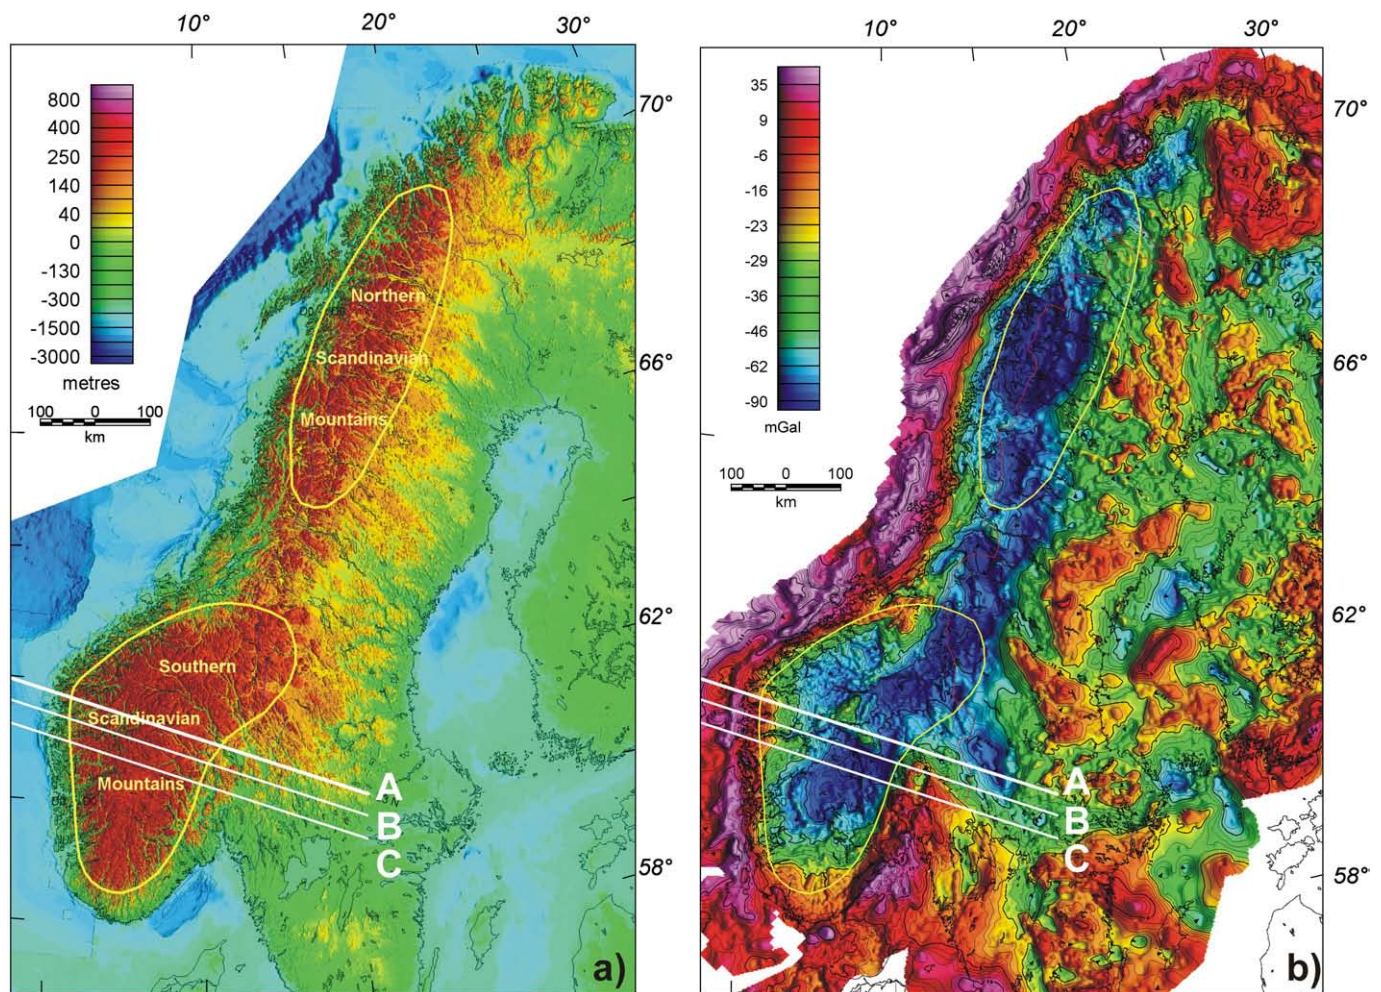 10°
20°
30°
10°
20°
30°
800
400
250
140
40
0
-130
-300
-1500
-3000
metres
100
0
100
km
70°
66°
62°
58°
Northern
Scandinavian
Mountains
Southern
Scandinavian
Mountains
A
B
C
a)
35
9
-6
-16
-23
-29
-36
-46
-62
-90
mGal
100
0
100
km
70°
66°
62°
58°
A
B
C
b)